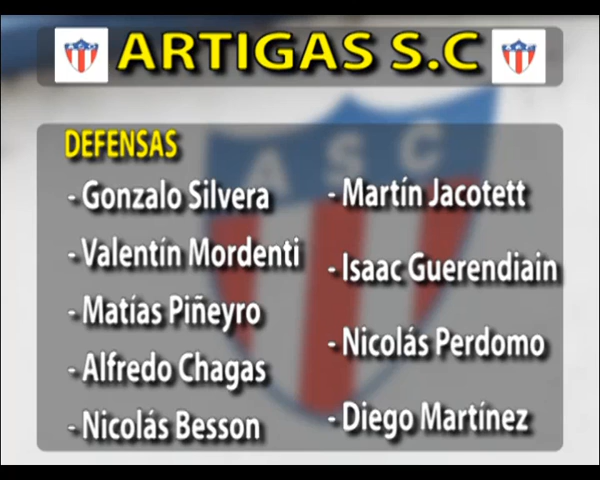 ARTIGAS S.C
A S C
DEFENSAS
- Gonzalo Silvera
- Valentín Mordenti
- Matías Piñeyro
- Alfredo Chagas
- Nicolás Besson
- Martín Jacotett
- Isaac Guerendiain
- Nicolás Perdomo
- Diego Martínez